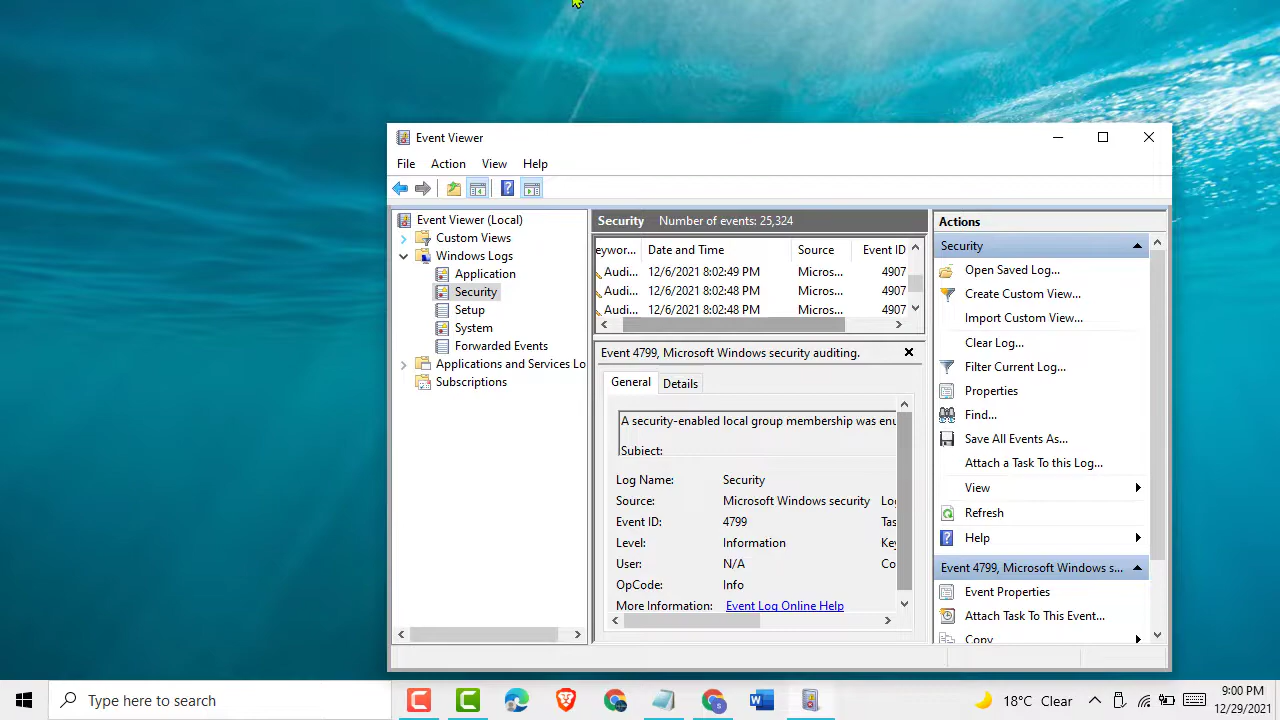 Event Viewer
File Action View Help
Event Viewer (Local)
Custom Views
Windows Logs
Application
Security
Setup
System
Forwarded Events
Applications and Services Lo
Subscriptions
Security Number of events: 25,324
eywor... Date and Time Source Event ID
Audi... 12/6/2021 8:02:49 PM Micros... 4907
Audi... 12/6/2021 8:02:48 PM Micros... 4907
Audi... 12/6/2021 8:02:48 PM Micros... 4907
Event 4799, Microsoft Windows security auditing.
General Details
A security-enabled local group membership was enu
Subject:
Log Name: Security
Source: Microsoft Windows security Log
Event ID: 4799 Tas
Level: Information Key
User: N/A Co
OpCode: Info
More Information: Event Log Online Help
Actions
Security
Open Saved Log...
Create Custom View...
Import Custom View...
Clear Log...
Filter Current Log...
Properties
Find...
Save All Events As...
Attach a Task To this Log...
View
Refresh
Help
Event 4799, Microsoft Windows s...
Event Properties
Attach Task To This Event...
Copy
Type here to search
18°C Clear
9:00 PM
12/29/2021